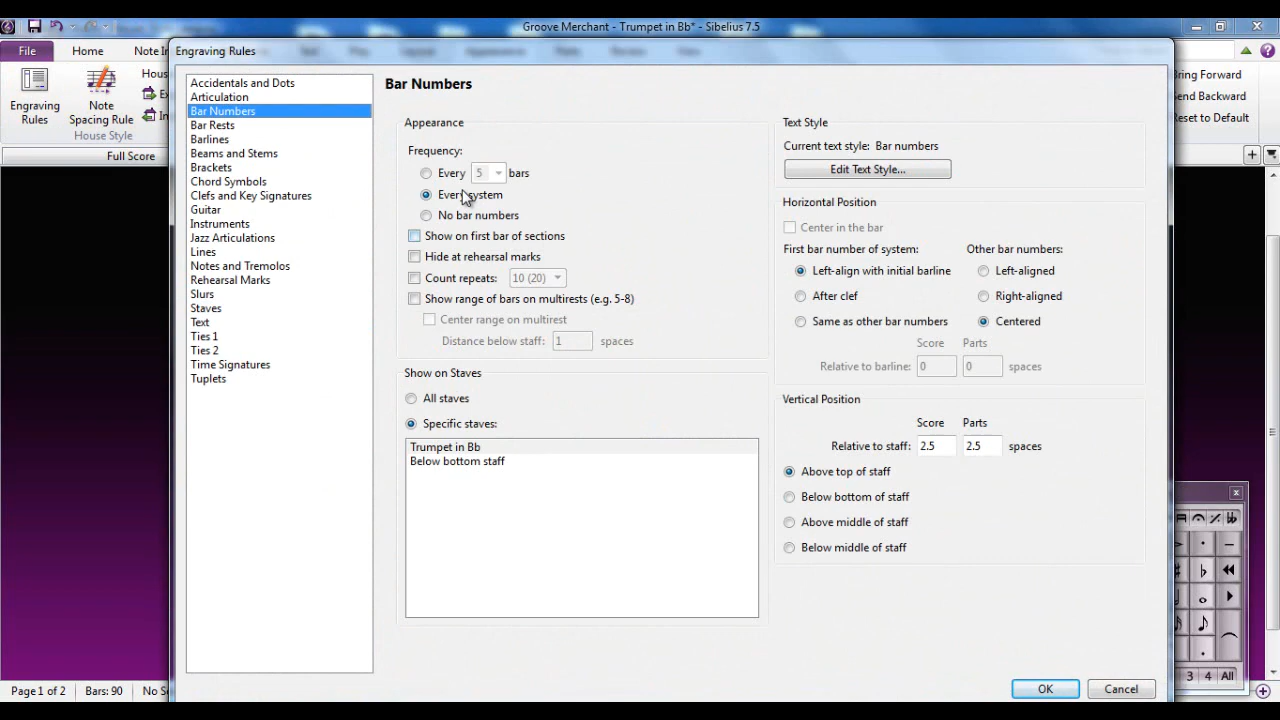 Groove Merchant - Trumpet in Bb* - Sibelius 7.5
File
Home
Note In
Engraving Rules
Engraving
Rules
Note
Spacing Rule
Hous
Ex
In
House Style
Full Score
Bring Forward
Send Backward
Reset to Default
Accidentals and Dots
Articulation
Bar Numbers
Bar Rests
Barlines
Beams and Stems
Brackets
Chord Symbols
Clefs and Key Signatures
Guitar
Instruments
Jazz Articulations
Lines
Notes and Tremolos
Rehearsal Marks
Slurs
Staves
Text
Ties 1
Ties 2
Time Signatures
Tuplets
Bar Numbers
Appearance
Frequency:
Every 5 bars
Every system
No bar numbers
Show on first bar of sections
Hide at rehearsal marks
Count repeats: 10 (20)
Show range of bars on multirests (e.g. 5-8)
Center range on multirest
Distance below staff: 1 spaces
Show on Staves
All staves
Specific staves:
Trumpet in Bb
Below bottom staff
Text Style
Current text style: Bar numbers
Edit Text Style...
Horizontal Position
Center in the bar
First bar number of system: Other bar numbers:
Left-align with initial barline Left-aligned
After clef Right-aligned
Same as other bar numbers Centered
Score Parts
Relative to barline: 0 0 spaces
Vertical Position
Score Parts
Relative to staff: 2.5 2.5 spaces
Above top of staff
Below bottom of staff
Above middle of staff
Below middle of staff
OK Cancel
3 4 All
Page 1 of 2 Bars: 90 No Se